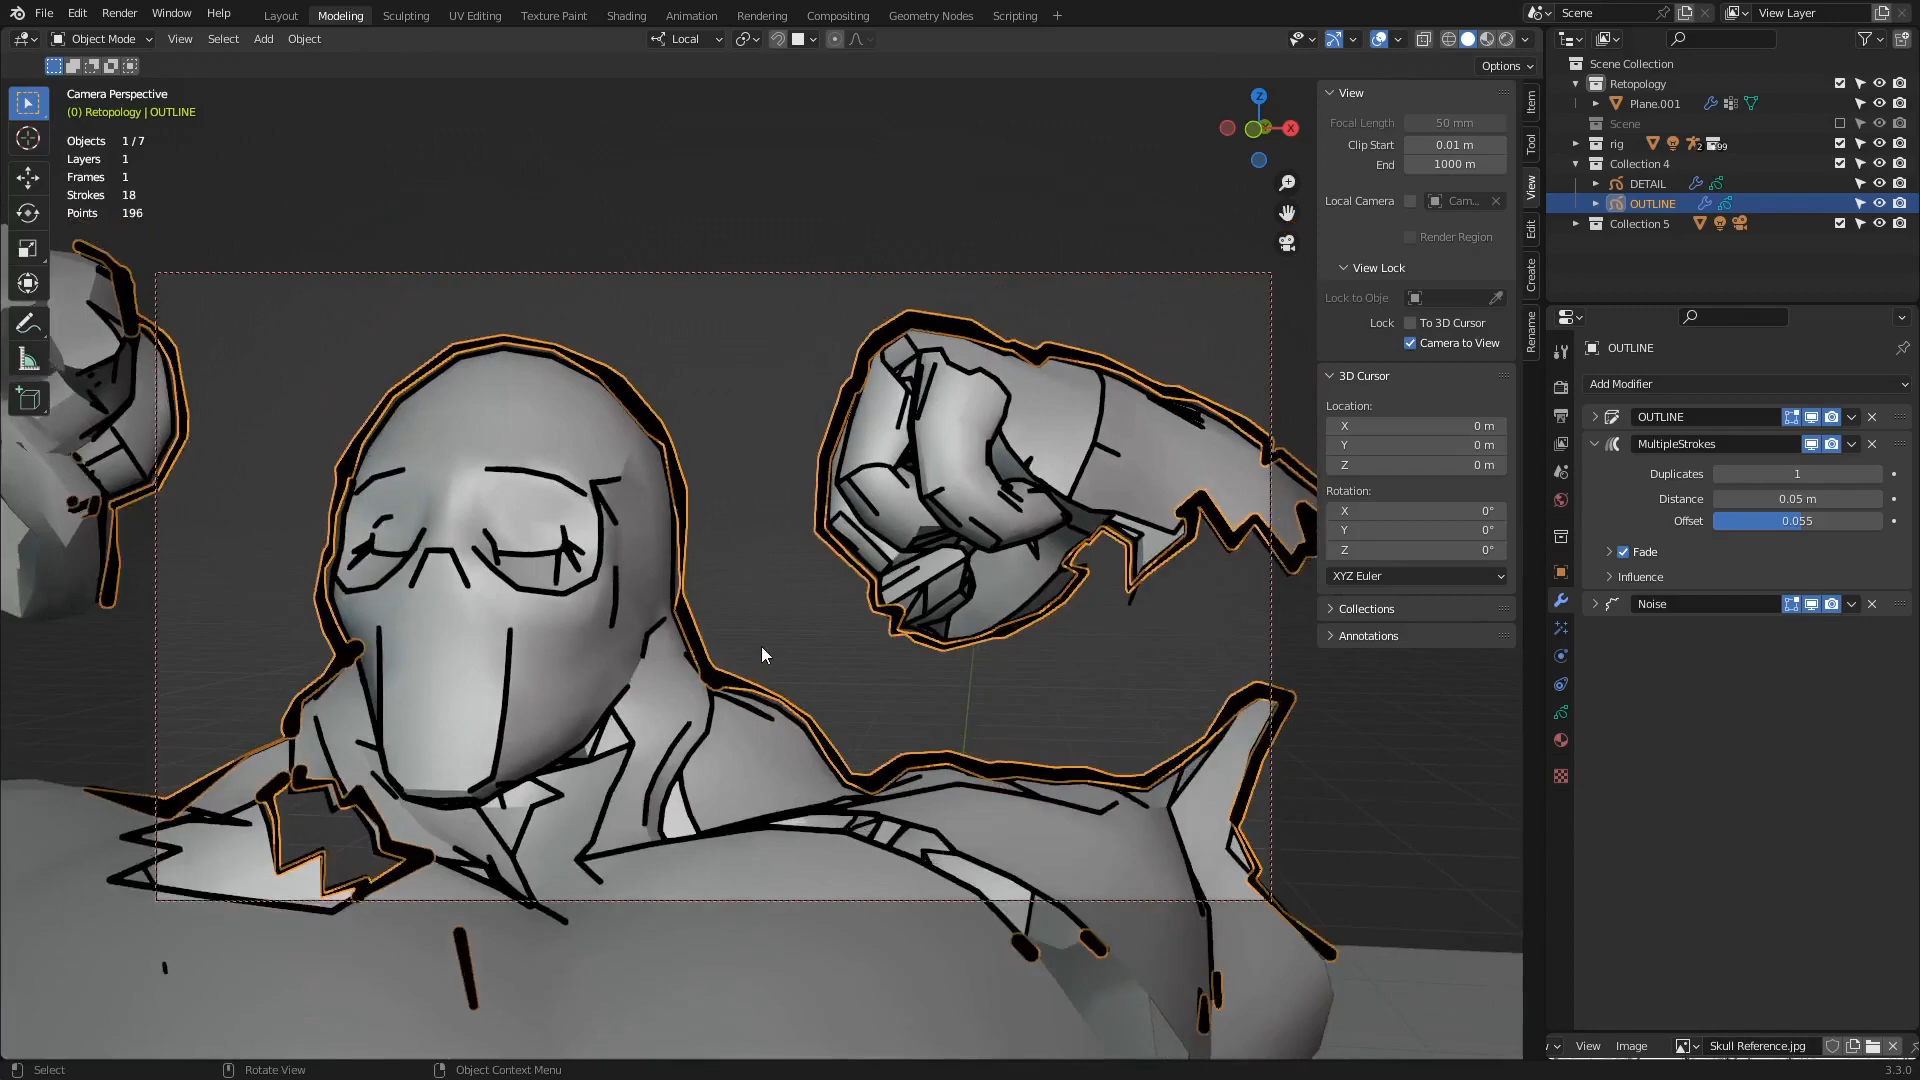 File Edit Render Window Help Layout Modeling Sculpting UV Editing Texture Paint Shading Animation Rendering Compositing Geometry Nodes Scripting + Scene View Layer
Object Mode View Select Add Object Local
Options
Camera Perspective
(0) Retopology | OUTLINE
Objects 1 / 7
Layers 1
Frames 1
Strokes 18
Points 196
Z
X
View
Focal Length 50 mm
Clip Start 0.01 m
End 1000 m
Local Camera Cam...
Render Region
View Lock
Lock to Obje
Lock To 3D Cursor
Camera to View
3D Cursor
Location:
X 0 m
Y 0 m
Z 0 m
Rotation:
X 0°
Y 0°
Z 0°
XYZ Euler
Collections
Annotations
Item
Tool
View
Edit
Create
Rename
Scene Collection
Retopology
Plane.001
Scene
rig 2 99
Collection 4
DETAIL
OUTLINE
Collection 5
OUTLINE
Add Modifier
OUTLINE
MultipleStrokes
Duplicates 1
Distance 0.05 m
Offset 0.055
Fade
Influence
Noise
View Image Skull Reference.jpg
Select Rotate View Object Context Menu 3.3.0